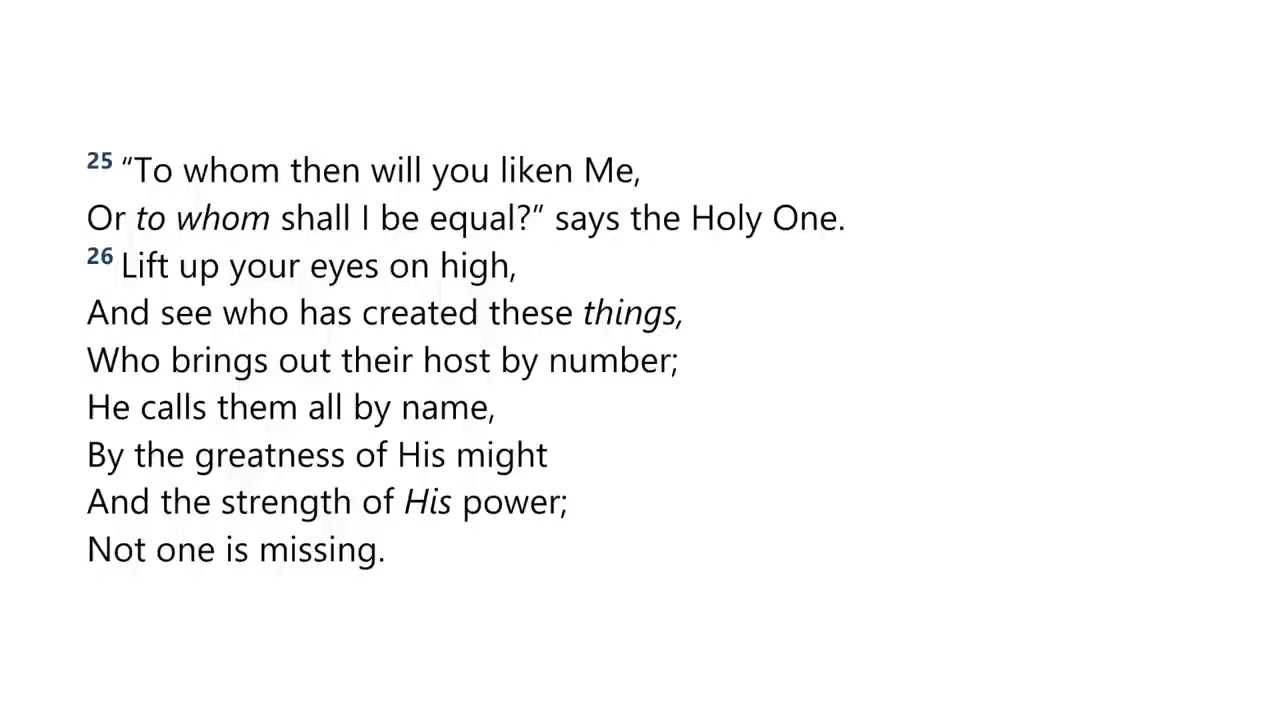 25 “To whom then will you liken Me,
Or to whom shall I be equal?” says the Holy One.
26 Lift up your eyes on high,
And see who has created these things,
Who brings out their host by number;
He calls them all by name,
By the greatness of His might
And the strength of His power;
Not one is missing.